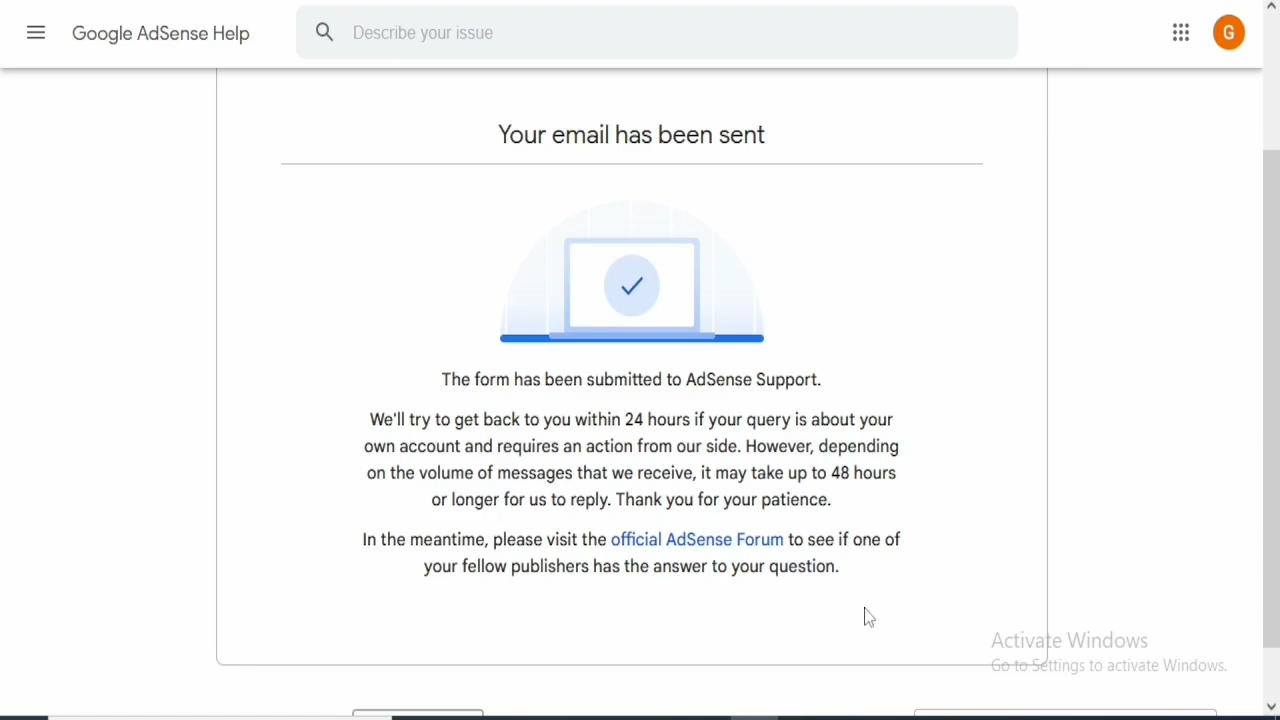 Google AdSense Help
Describe your issue
G
Your email has been sent
The form has been submitted to AdSense Support.
We'll try to get back to you within 24 hours if your query is about your
own account and requires an action from our side. However, depending
on the volume of messages that we receive, it may take up to 48 hours
or longer for us to reply. Thank you for your patience.
In the meantime, please visit the official AdSense Forum to see if one of
your fellow publishers has the answer to your question.
Activate Windows
Go to Settings to activate Windows.